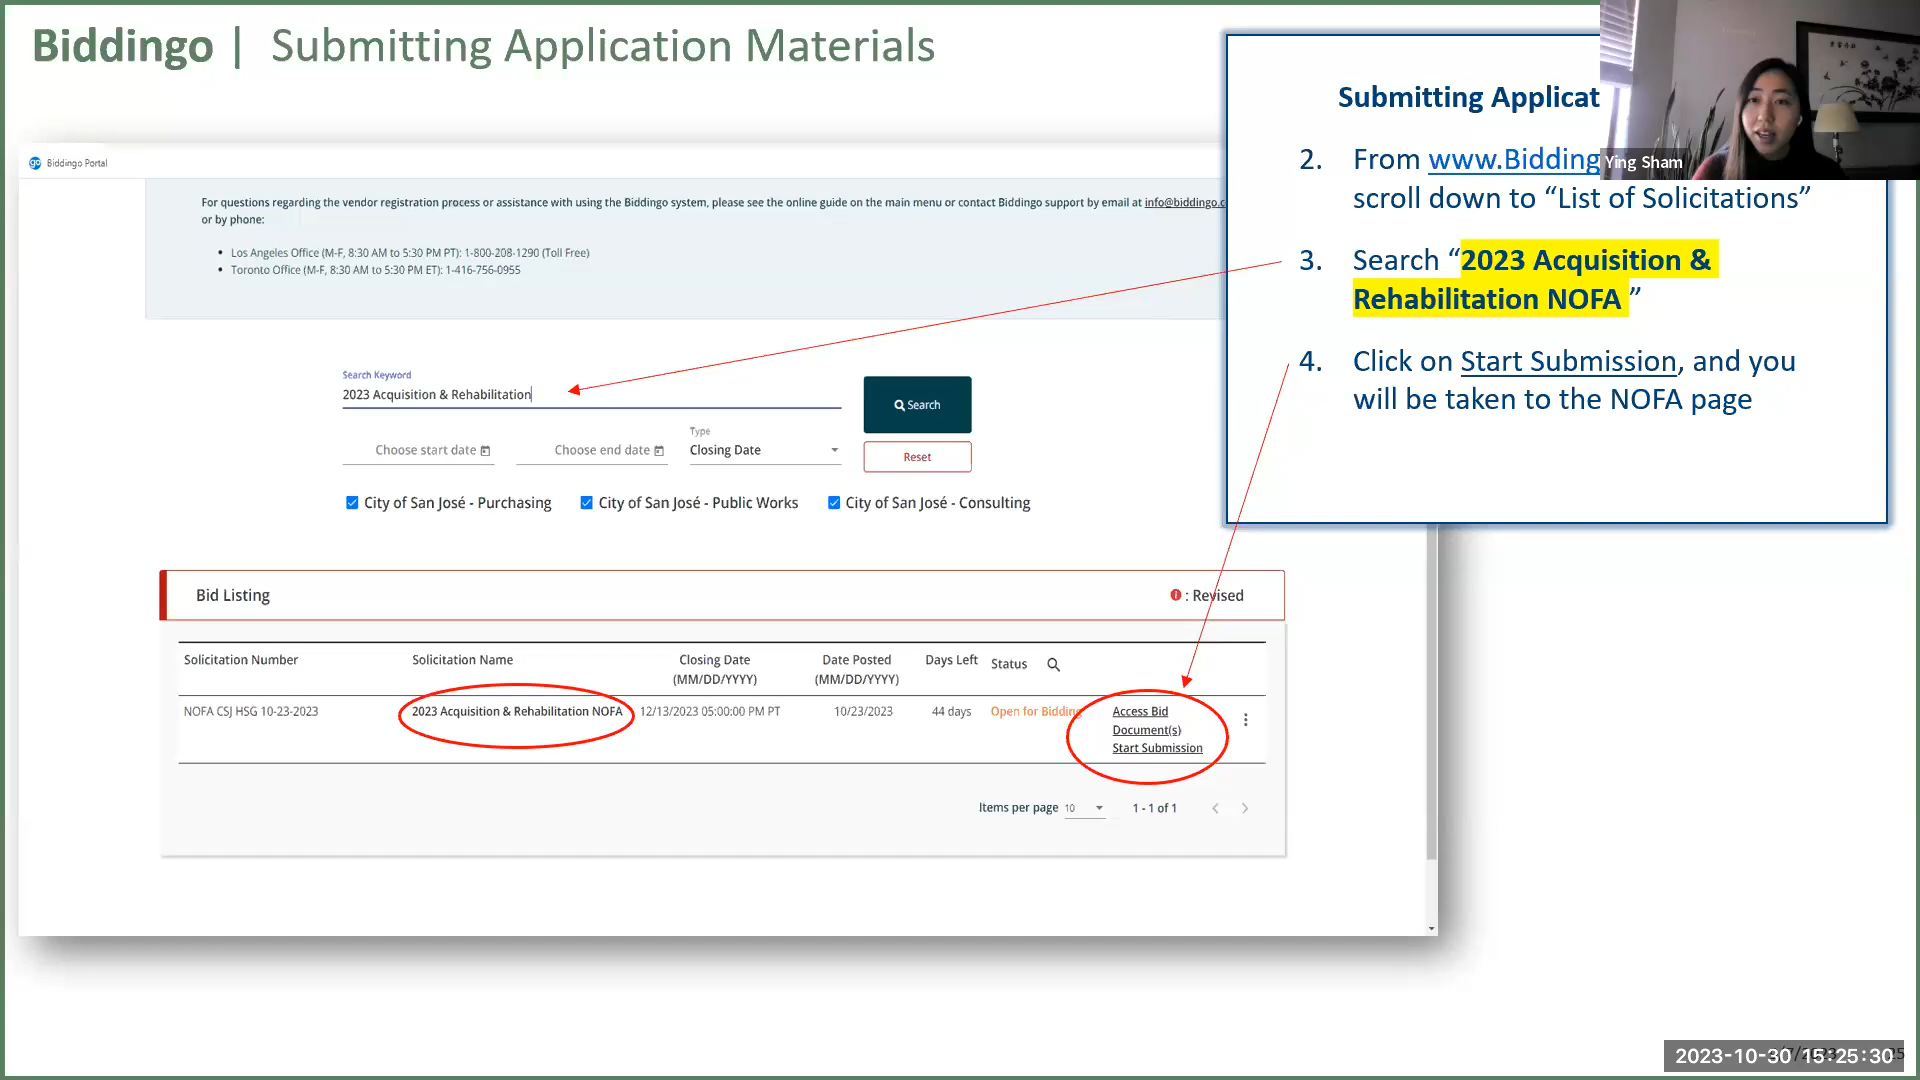 Biddingo | Submitting Application Materials
Submitting Applicat
2. From www.Bidding
scroll down to “List of Solicitations”
3. Search “2023 Acquisition &
Rehabilitation NOFA ”
4. Click on Start Submission, and you
will be taken to the NOFA page
Ying Sham
go Biddingo Portal
For questions regarding the vendor registration process or assistance with using the Biddingo system, please see the online guide on the main menu or contact Biddingo support by email at info@biddingo.c
or by phone:
• Los Angeles Office (M-F, 8:30 AM to 5:30 PM PT): 1-800-208-1290 (Toll Free)
• Toronto Office (M-F, 8:30 AM to 5:30 PM ET): 1-416-756-0955
Search Keyword
2023 Acquisition & Rehabilitation
Search
Choose start date Choose end date Type Closing Date
Reset
City of San José - Purchasing City of San José - Public Works City of San José - Consulting
Bid Listing : Revised
Solicitation Number Solicitation Name Closing Date Date Posted Days Left Status
(MM/DD/YYYY) (MM/DD/YYYY)
NOFA CSJ HSG 10-23-2023 2023 Acquisition & Rehabilitation NOFA 12/13/2023 05:00:00 PM PT 10/23/2023 44 days Open for Bidding Access Bid
Document(s)
Start Submission
Items per page 10 1 - 1 of 1
2023-10-30 15:25:30